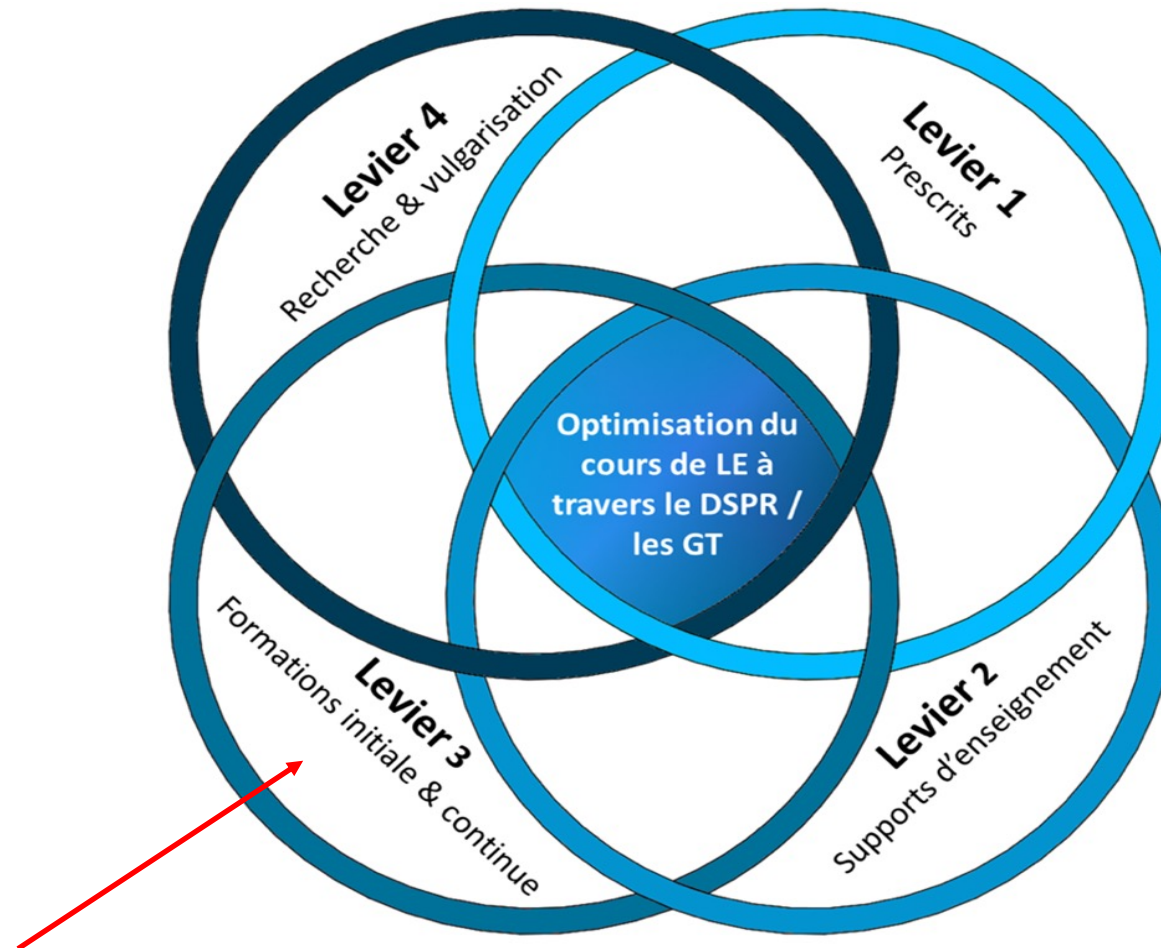 Levier 4
Recherche & vulgarisation
Levier 1
Prescrits
Optimisation du
cours de LE à
travers le DSPR /
les GT
Levier 3
Formations initiale & continue
Levier 2
Supports d'enseignement